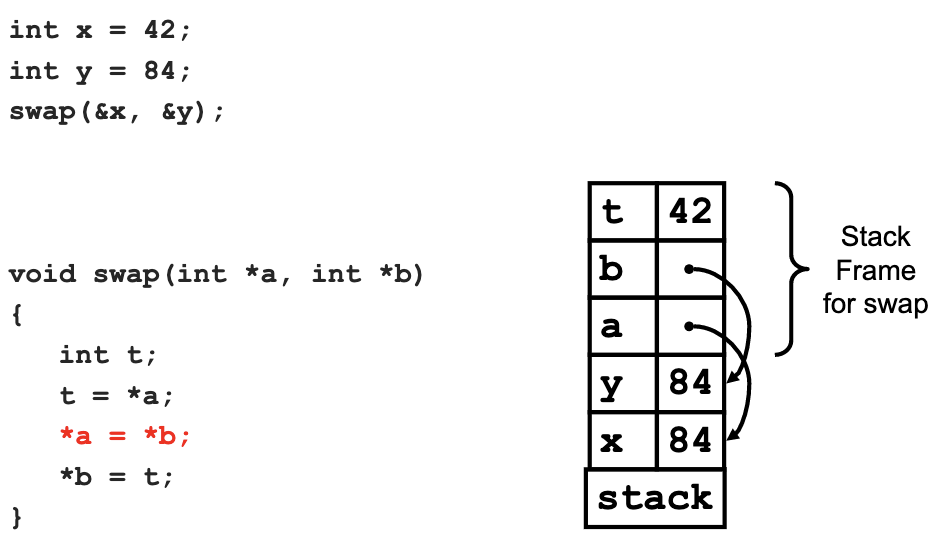 int x = 42;
int y = 84;
swap(&x, &y);
void swap(int *a, int *b)
{
int t;
t = *a;
*a = *b;
*b = t;
}
t 42
b
a
y 84
x 84
stack
Stack
Frame
for swap